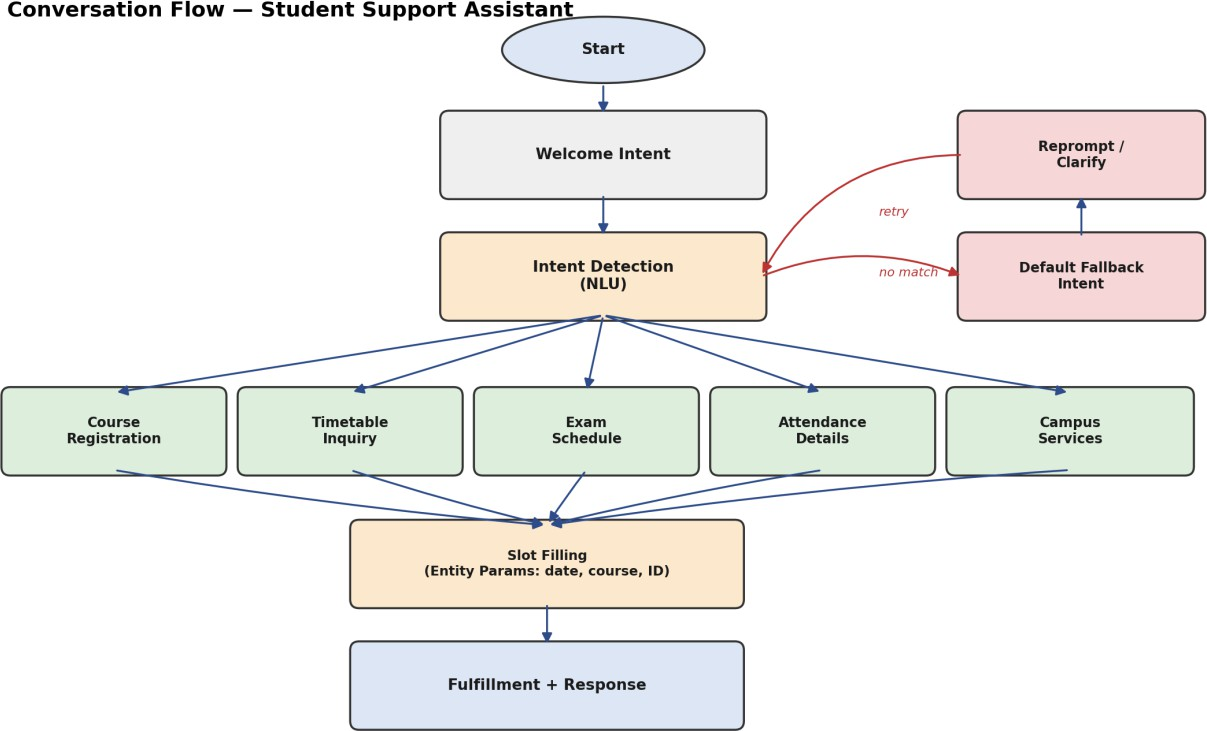 Conversation Flow — Student Support Assistant
Start
Welcome Intent
Reprompt /
Clarify
retry
Intent Detection
(NLU)
no match
Default Fallback
Intent
Course
Registration
Timetable
Inquiry
Exam
Schedule
Attendance
Details
Campus
Services
Slot Filling
(Entity Params: date, course, ID)
Fulfillment + Response